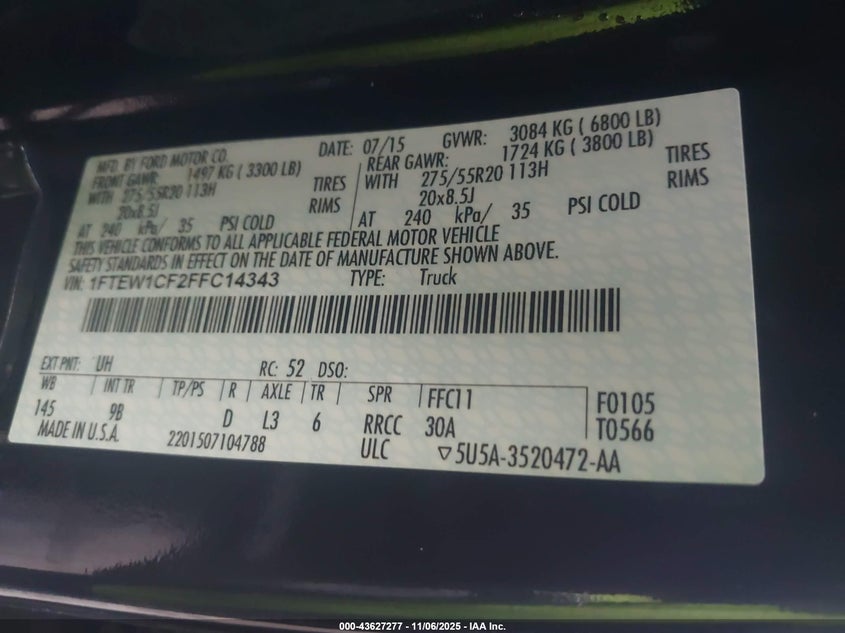 MFD. BY FORD MOTOR CO. DATE: 07/15 GVWR: 3084 KG ( 6800 LB)
FRONT GAWR: 1497 KG ( 3300 LB) REAR GAWR: 1724 KG ( 3800 LB)
WITH 275/55R20 113H TIRES WITH 275/55R20 113H TIRES
20x8.5J RIMS 20x8.5J RIMS
AT 240 kPa/ 35 PSI COLD AT 240 kPa/ 35 PSI COLD
THIS VEHICLE CONFORMS TO ALL APPLICABLE FEDERAL MOTOR VEHICLE
SAFETY STANDARDS IN EFFECT ON THE DATE OF MANUFACTURE SHOWN ABOVE.
VIN: 1FTEW1CF2FFC14343 TYPE: Truck
EXT PNT: UH RC: 52 DSO:
WB INT TR TP/PS R AXLE TR SPR FFC11 F0105
145 9B D L3 6 RRCC 30A T0566
MADE IN U.S.A. 2201507104788 ULC ▽5U5A-3520472-AA
000-43627277 - 11/06/2025 - IAA Inc.